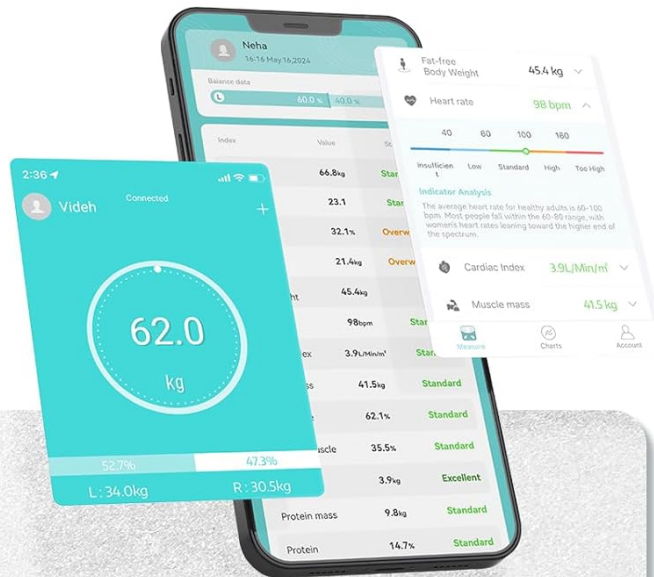 2:36
Videh
Connected
+
62.0
kg
52.7% 47.3%
L : 34.0kg R : 30.5kg
Neha
16-16 May 16,2024
Balance data
L 60.0 % 40.0 %
Index Value
66.8kg
23.1
32.1%
21.4kg
45.4kg
98bpm
3.9L/Min/m²
41.5kg Standard
62.1% Standard
35.5% Standard
3.9kg Excellent
Protein mass 9.8kg Standard
Protein 14.7% Standard
Fat-free
Body Weight 45.4 kg
Heart rate 98 bpm
40 60 100 160
Insufficien
t Low Standard High Too High
Indicator Analysis
The average heart rate for healthy adults is 60-100
bpm. Most people fall within the 60-80 range, with
women's heart rates leaning toward the higher end of
the spectrum.
Cardiac Index 3.9L/Min/m²
Muscle mass 41.5 kg
Measure Charts Account